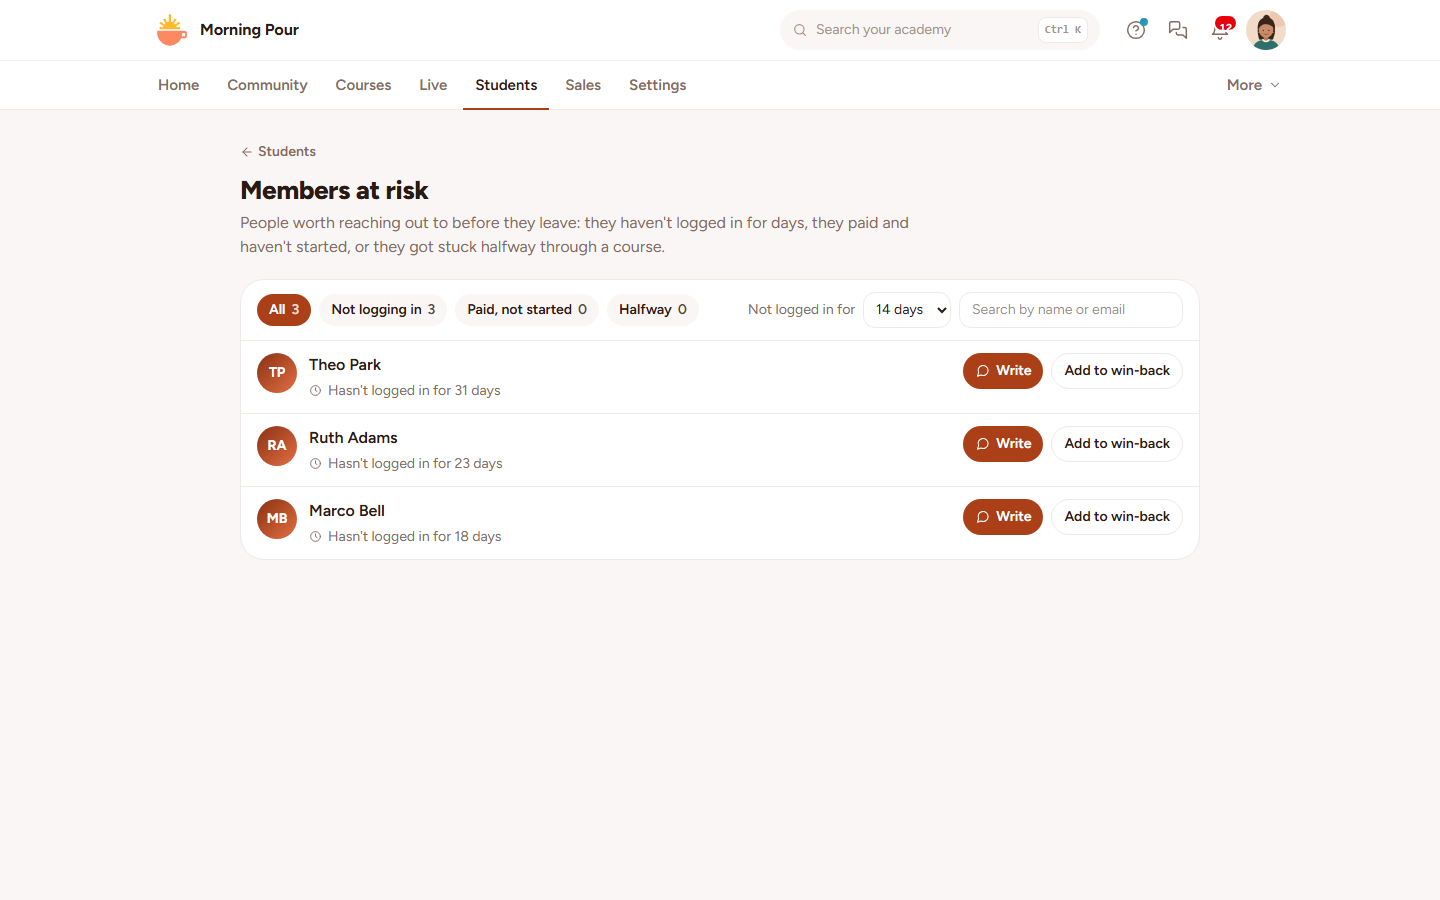 Morning Pour
Search your academy
Ctrl K
12
Home
Community
Courses
Live
Students
Sales
Settings
More
Students
Members at risk
People worth reaching out to before they leave: they haven't logged in for days, they paid and
haven't started, or they got stuck halfway through a course.
All 3
Not logging in 3
Paid, not started 0
Halfway 0
Not logged in for
14 days
Search by name or email
TP
Theo Park
Hasn't logged in for 31 days
Write
Add to win-back
RA
Ruth Adams
Hasn't logged in for 23 days
Write
Add to win-back
MB
Marco Bell
Hasn't logged in for 18 days
Write
Add to win-back